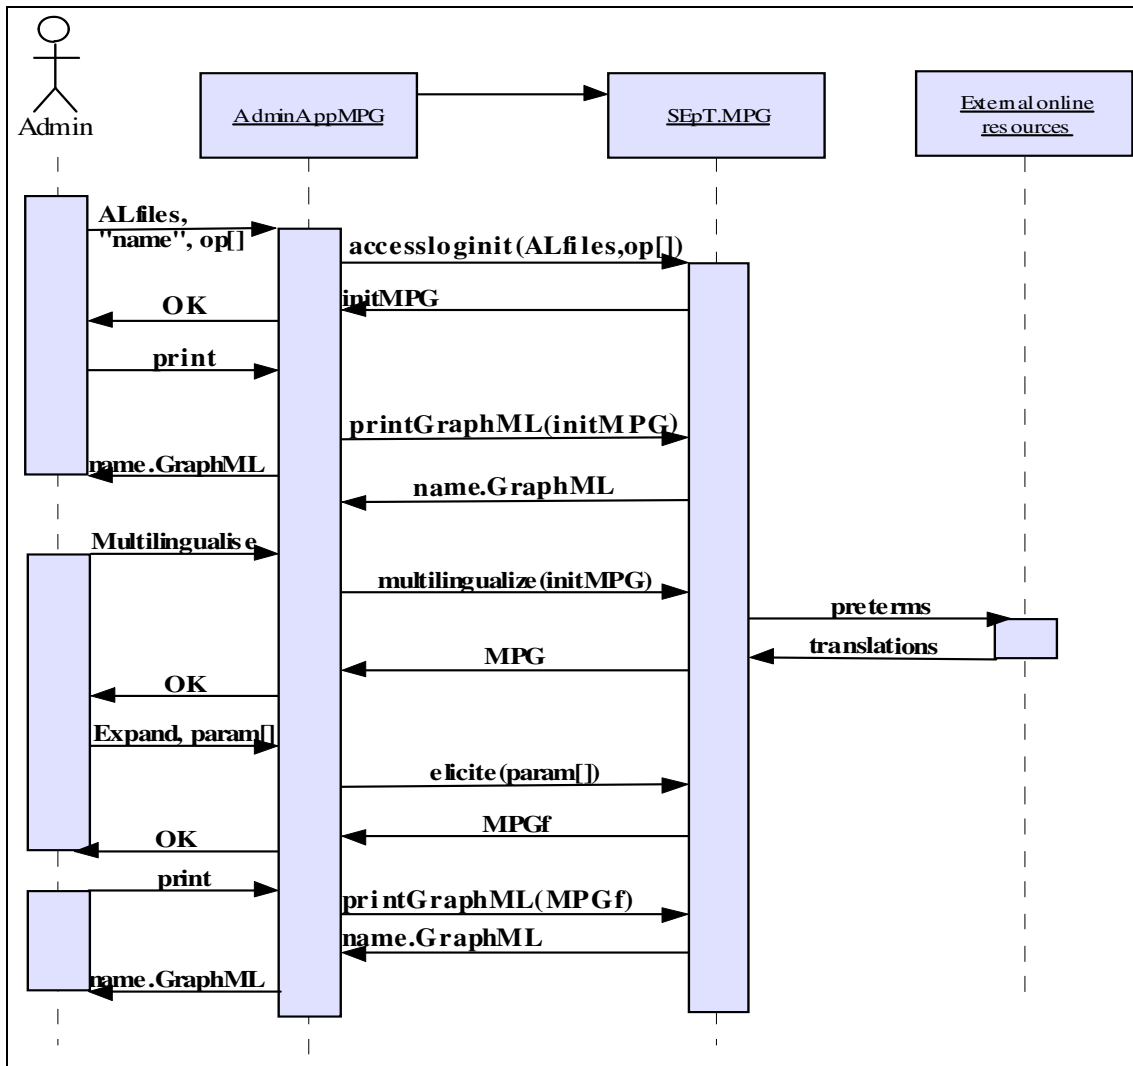 Admin
AdminAppMPG
SEpT.MPG
External online
resources
ALfiles,
"name", op[]
accessloginit(ALfiles,op[])
initMPG
OK
print
printGraphML(initMPG)
name.GraphML
name.GraphML
Multilingualise
multilingualize(initMPG)
preterms
translations
MPG
OK
Expand, param[]
elicite(param[])
MPGf
OK
print
printGraphML(MPGf)
name.GraphML
name.GraphML